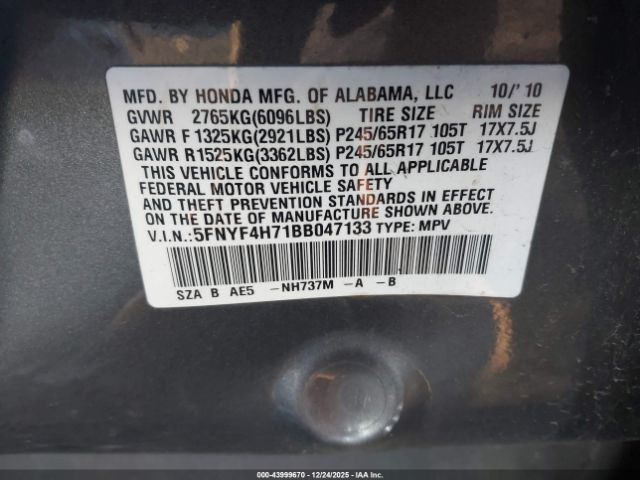 MFD. BY HONDA MFG. OF ALABAMA, LLC 10/'10
GVWR 2765KG(6096LBS) TIRE SIZE RIM SIZE
GAWR F 1325KG(2921LBS) P245/65R17 105T 17X7.5J
GAWR R1525KG(3362LBS) P245/65R17 105T 17X7.5J
THIS VEHICLE CONFORMS TO ALL APPLICABLE
FEDERAL MOTOR VEHICLE SAFETY
AND THEFT PREVENTION STANDARDS IN EFFECT
ON THE DATE OF MANUFACTURE SHOWN ABOVE.
V.I.N.: 5FNYF4H71BB047133 TYPE: MPV
SZA B AE5 -NH737M -A -B
000-43999670 - 12/24/2025 - IAAI.com